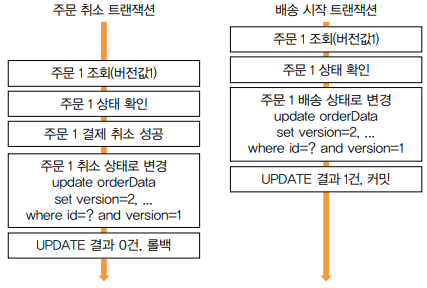 주문 취소 트랜잭션
주문 1 조회(버전값1)
주문 1 상태 확인
주문 1 결제 취소 성공
주문 1 취소 상태로 변경
update orderData
set version=2, ...
where id=? and version=1
UPDATE 결과 0건, 롤백
배송 시작 트랜잭션
주문 1 조회(버전값1)
주문 1 상태 확인
주문 1 배송 상태로 변경
update orderData
set version=2, ...
where id=? and version=1
UPDATE 결과 1건, 커밋